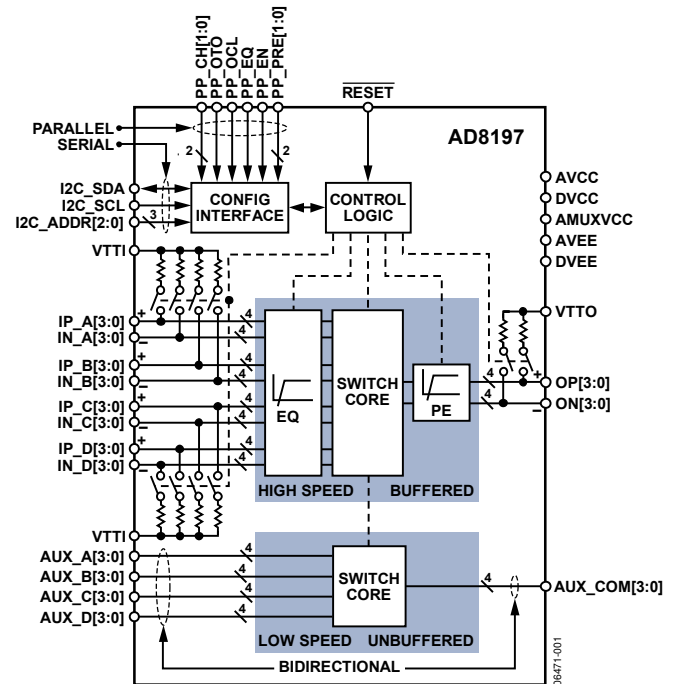 PP_CH[1:0]
PP_OTO
PP_OCL
PP_EQ
PP_EN
PP_PRE[1:0]
RESET
AD8197
PARALLEL
SERIAL
2
2
I2C_SDA
I2C_SCL
I2C_ADDR[2:0]
3
CONFIG
INTERFACE
CONTROL
LOGIC
AVCC
DVCC
AMUXVCC
AVEE
DVEE
VTTI
VTTO
+
IP_A[3:0]
4
IN_A[3:0]
4
–
+
IP_B[3:0]
4
IN_B[3:0]
4
–
+
IP_C[3:0]
4
IN_C[3:0]
4
–
+
IP_D[3:0]
4
IN_D[3:0]
4
–
EQ
SWITCH
CORE
PE
4
+
OP[3:0]
4
–
ON[3:0]
HIGH SPEED
BUFFERED
VTTI
AUX_A[3:0]
4
AUX_B[3:0]
4
AUX_C[3:0]
4
AUX_D[3:0]
4
SWITCH
CORE
4
AUX_COM[3:0]
LOW SPEED
UNBUFFERED
BIDIRECTIONAL
06471-001